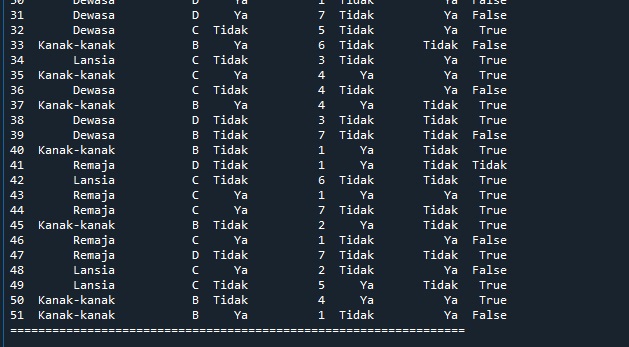 30 Dewasa D Ya 7 Tidak Ya False
31 Dewasa D Ya 7 Tidak Ya False
32 Dewasa C Tidak 5 Tidak Ya True
33 Kanak-kanak B Ya 6 Tidak Tidak False
34 Lansia C Tidak 3 Tidak Ya True
35 Kanak-kanak C Ya 4 Ya Ya True
36 Dewasa C Tidak 4 Tidak Ya False
37 Kanak-kanak B Ya 4 Ya Tidak True
38 Dewasa D Tidak 3 Tidak Tidak True
39 Dewasa B Tidak 7 Tidak Tidak False
40 Kanak-kanak B Tidak 1 Ya Tidak True
41 Remaja D Tidak 1 Ya Tidak Tidak
42 Lansia C Tidak 6 Tidak Tidak True
43 Remaja C Ya 1 Ya Ya True
44 Remaja C Ya 7 Tidak Tidak True
45 Kanak-kanak B Tidak 2 Ya Tidak True
46 Remaja C Ya 1 Tidak Ya False
47 Remaja D Tidak 7 Tidak Tidak True
48 Lansia C Ya 2 Tidak Ya False
49 Lansia C Tidak 5 Ya Tidak True
50 Kanak-kanak B Tidak 4 Ya Ya True
51 Kanak-kanak B Ya 1 Tidak Ya False
=================================================================